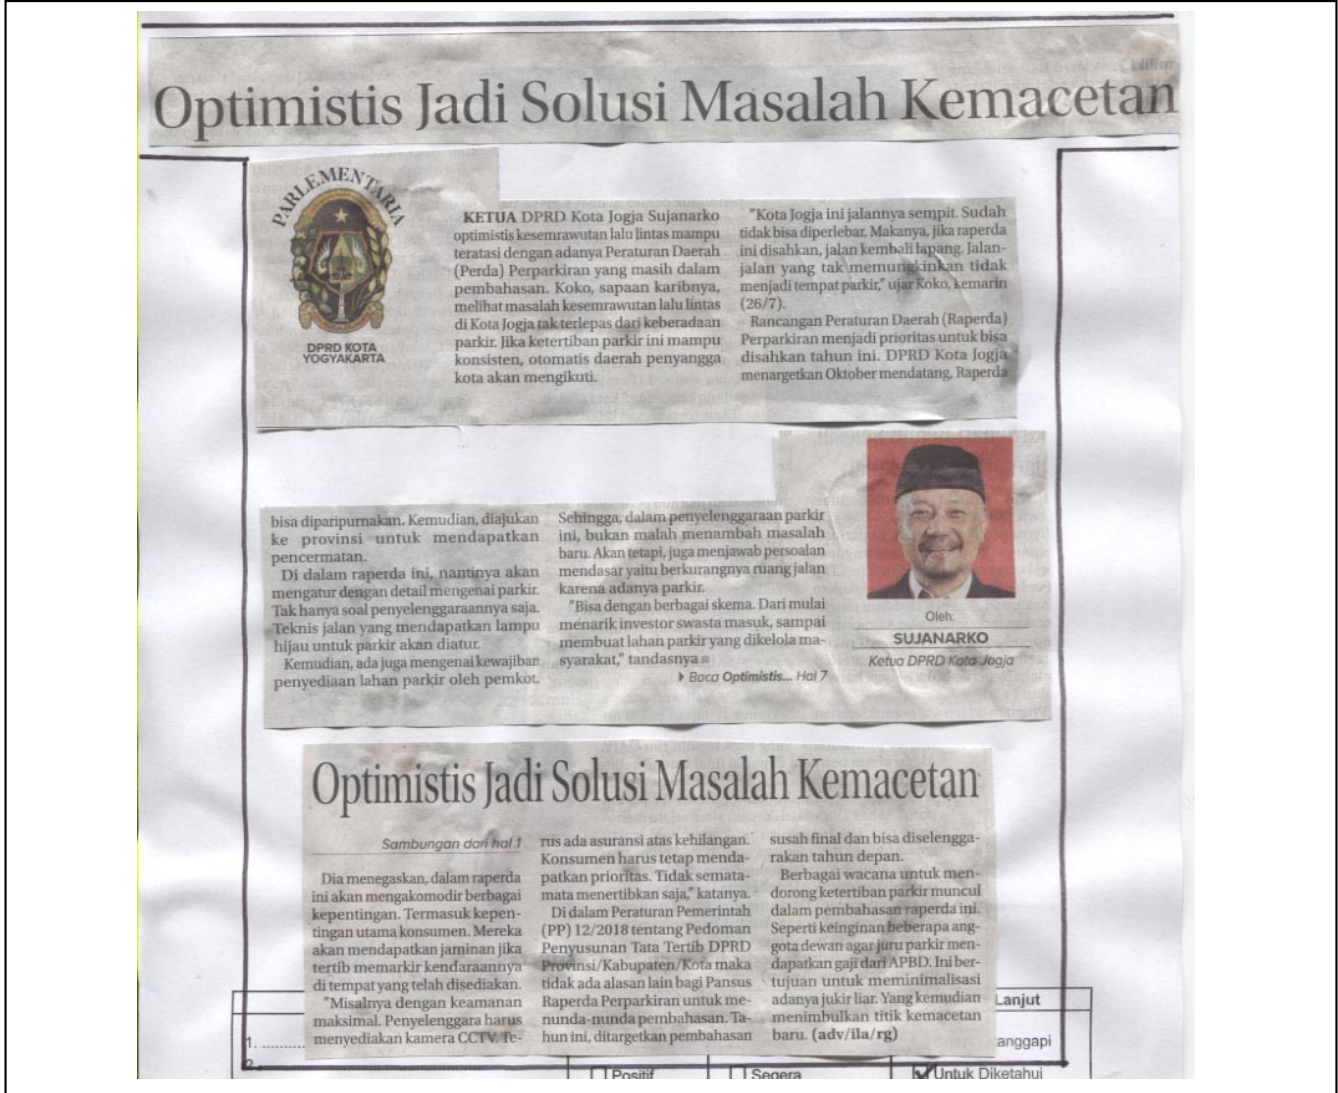 Optimistis Jadi Solusi Masalah Kemacetan
PARLEMENTARIA
DPRD KOTA
YOGYAKARTA
KETUA DPRD Kota Jogja Sujanarko
optimistis kesemrawutan lalu lintas mampu
teratasi dengan adanya Peraturan Daerah
(Perda) Perparkiran yang masih dalam
pembahasan. Koko, sapaan karibnya,
melihat masalah kesemrawutan lalu lintas
di Kota Jogja tak terlepas dari keberadaan
parkir. Jika ketertiban parkir ini mampu
konsisten, otomatis daerah penyangga
kota akan mengikuti.
"Kota Jogja ini jalannya sempit. Sudah
tidak bisa diperlebar. Makanya, jika raperda
ini disahkan, jalan kembali lapang. Jalan-
jalan yang tak memungkinkan tidak
menjadi tempat parkir," ujar Koko, kemarin
(26/7).
Rancangan Peraturan Daerah (Raperda)
Perparkiran menjadi prioritas untuk bisa
disahkan tahun ini. DPRD Kota Jogja
menargetkan Oktober mendatang, Raperda
bisa diparipurnakan. Kemudian, diajukan
ke provinsi untuk mendapatkan
pencermatan.
Di dalam raperda ini, nantinya akan
mengatur dengan detail mengenai parkir.
Tak hanya soal penyelenggaraannya saja.
Teknis jalan yang mendapatkan lampu
hijau untuk parkir akan diatur.
Kemudian, ada juga mengenai kewajiban
penyediaan lahan parkir oleh pemkot.
Sehingga, dalam penyelenggaraan parkir
ini, bukan malah menambah masalah
baru. Akan tetapi, juga menjawab persoalan
mendasar yaitu berkurangnya ruang jalan
karena adanya parkir.
"Bisa dengan berbagai skema. Dari mulai
menarik investor swasta masuk, sampai
membuat lahan parkir yang dikelola ma-
syarakat," tandasnya
Baca Optimistis... Hal 7
Oleh:
SUJANARKO
Ketua DPRD Kota Jogja
Optimistis Jadi Solusi Masalah Kemacetan
Sambungan dari hal 1
Dia menegaskan, dalam raperda
ini akan mengakomodir berbagai
kepentingan. Termasuk kepen-
tingan utama konsumen. Mereka
akan mendapatkan jaminan jika
tertib memarkir kendaraannya
di tempat yang telah disediakan.
"Misalnya dengan keamanan
maksimal. Penyelenggara harus
menyediakan kamera CCTV. Te-
rus ada asuransi atas kehilangan.
Konsumen harus tetap menda-
patkan prioritas. Tidak semata-
mata menertibkan saja," katanya.
Di dalam Peraturan Pemerintah
(PP) 12/2018 tentang Pedoman
Penyusunan Tata Tertib DPRD
Provinsi/Kabupaten/Kota maka
tidak ada alasan lain bagi Pansus
Raperda Perparkiran untuk me-
nunda-nunda pembahasan. Ta-
hun ini, ditargetkan pembahasan
susah final dan bisa diselengga-
rakan tahun depan.
Berbagai wacana untuk men-
dorong ketertiban parkir muncul
dalam pembahasan raperda ini.
Seperti keinginan beberapa ang-
gota dewan agar juru parkir men-
dapatkan gaji dari APBD. Ini ber-
tujuan untuk meminimalisasi
adanya jukir liar. Yang kemudian
menimbulkan titik kemacetan
baru. (adv/ila/rg)
Lanjut
1. ..........
anggapi
2.
Positif
Segera
Untuk Diketahui